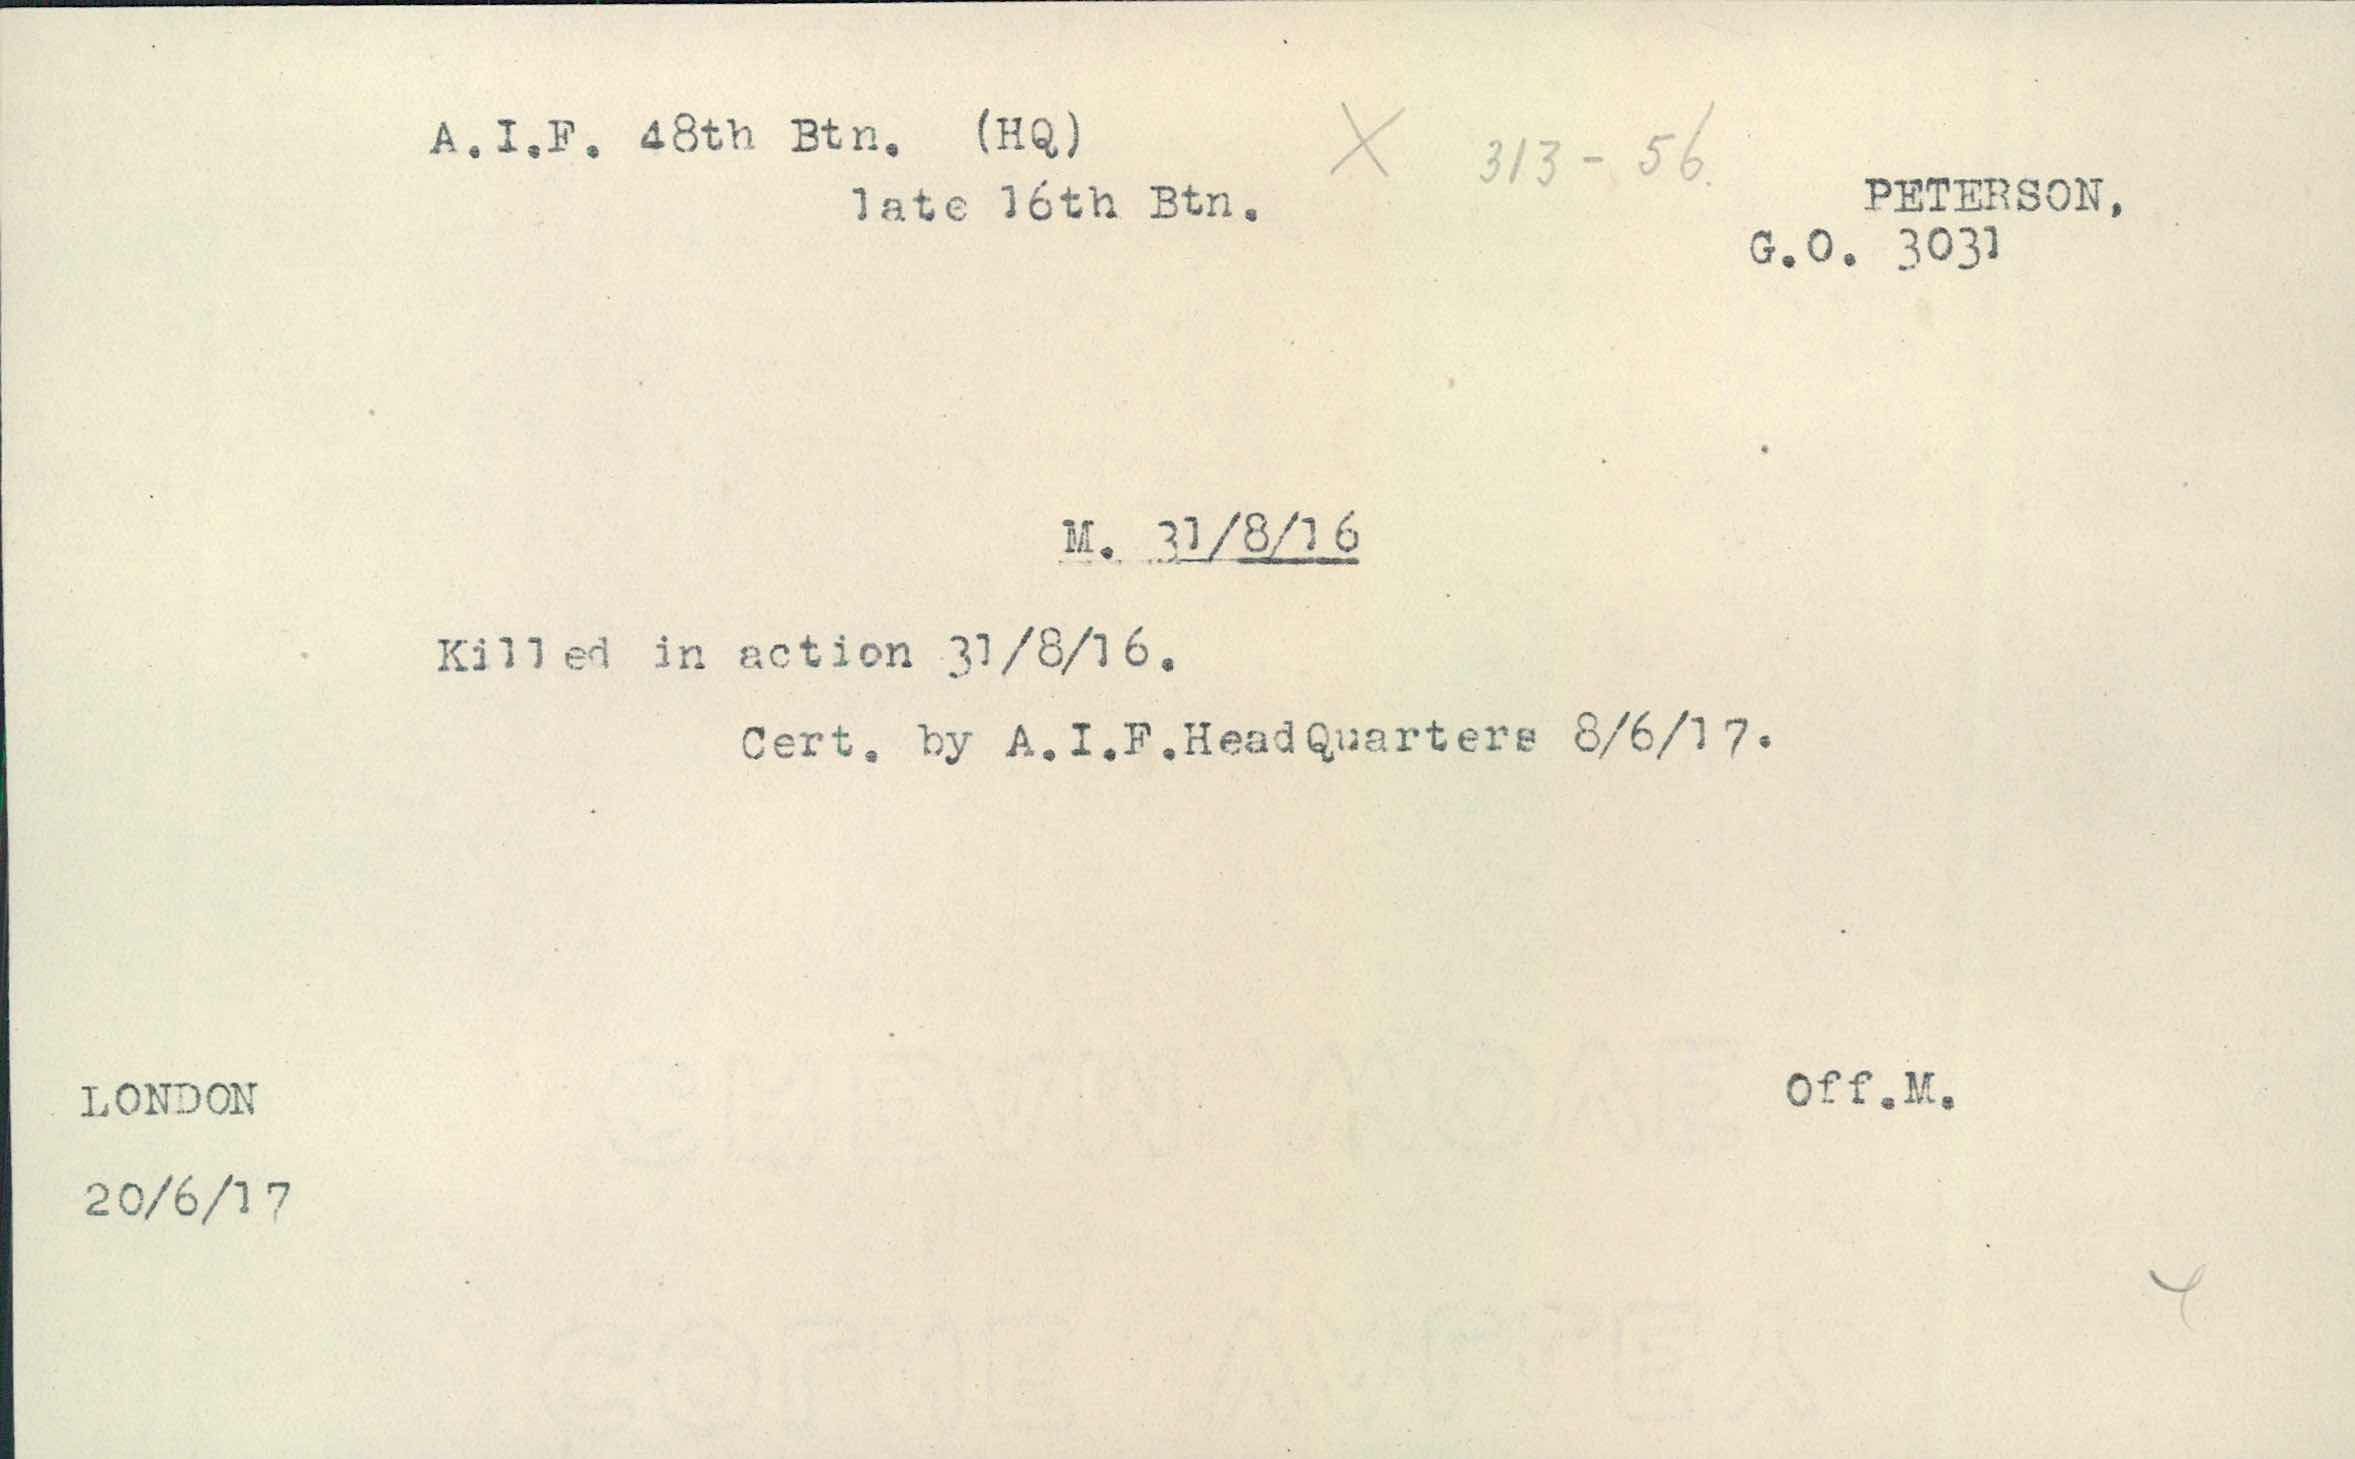 A.I.F. 48th Btn. (HQ)
late 16th Btn.
X 313 - 56.
PETERSON,
G.O. 3031
M. 31/8/16
Killed in action 31/8/16.
Cert. by A.I.F.HeadQuarters 8/6/17.
LONDON
Off.M.
20/6/17